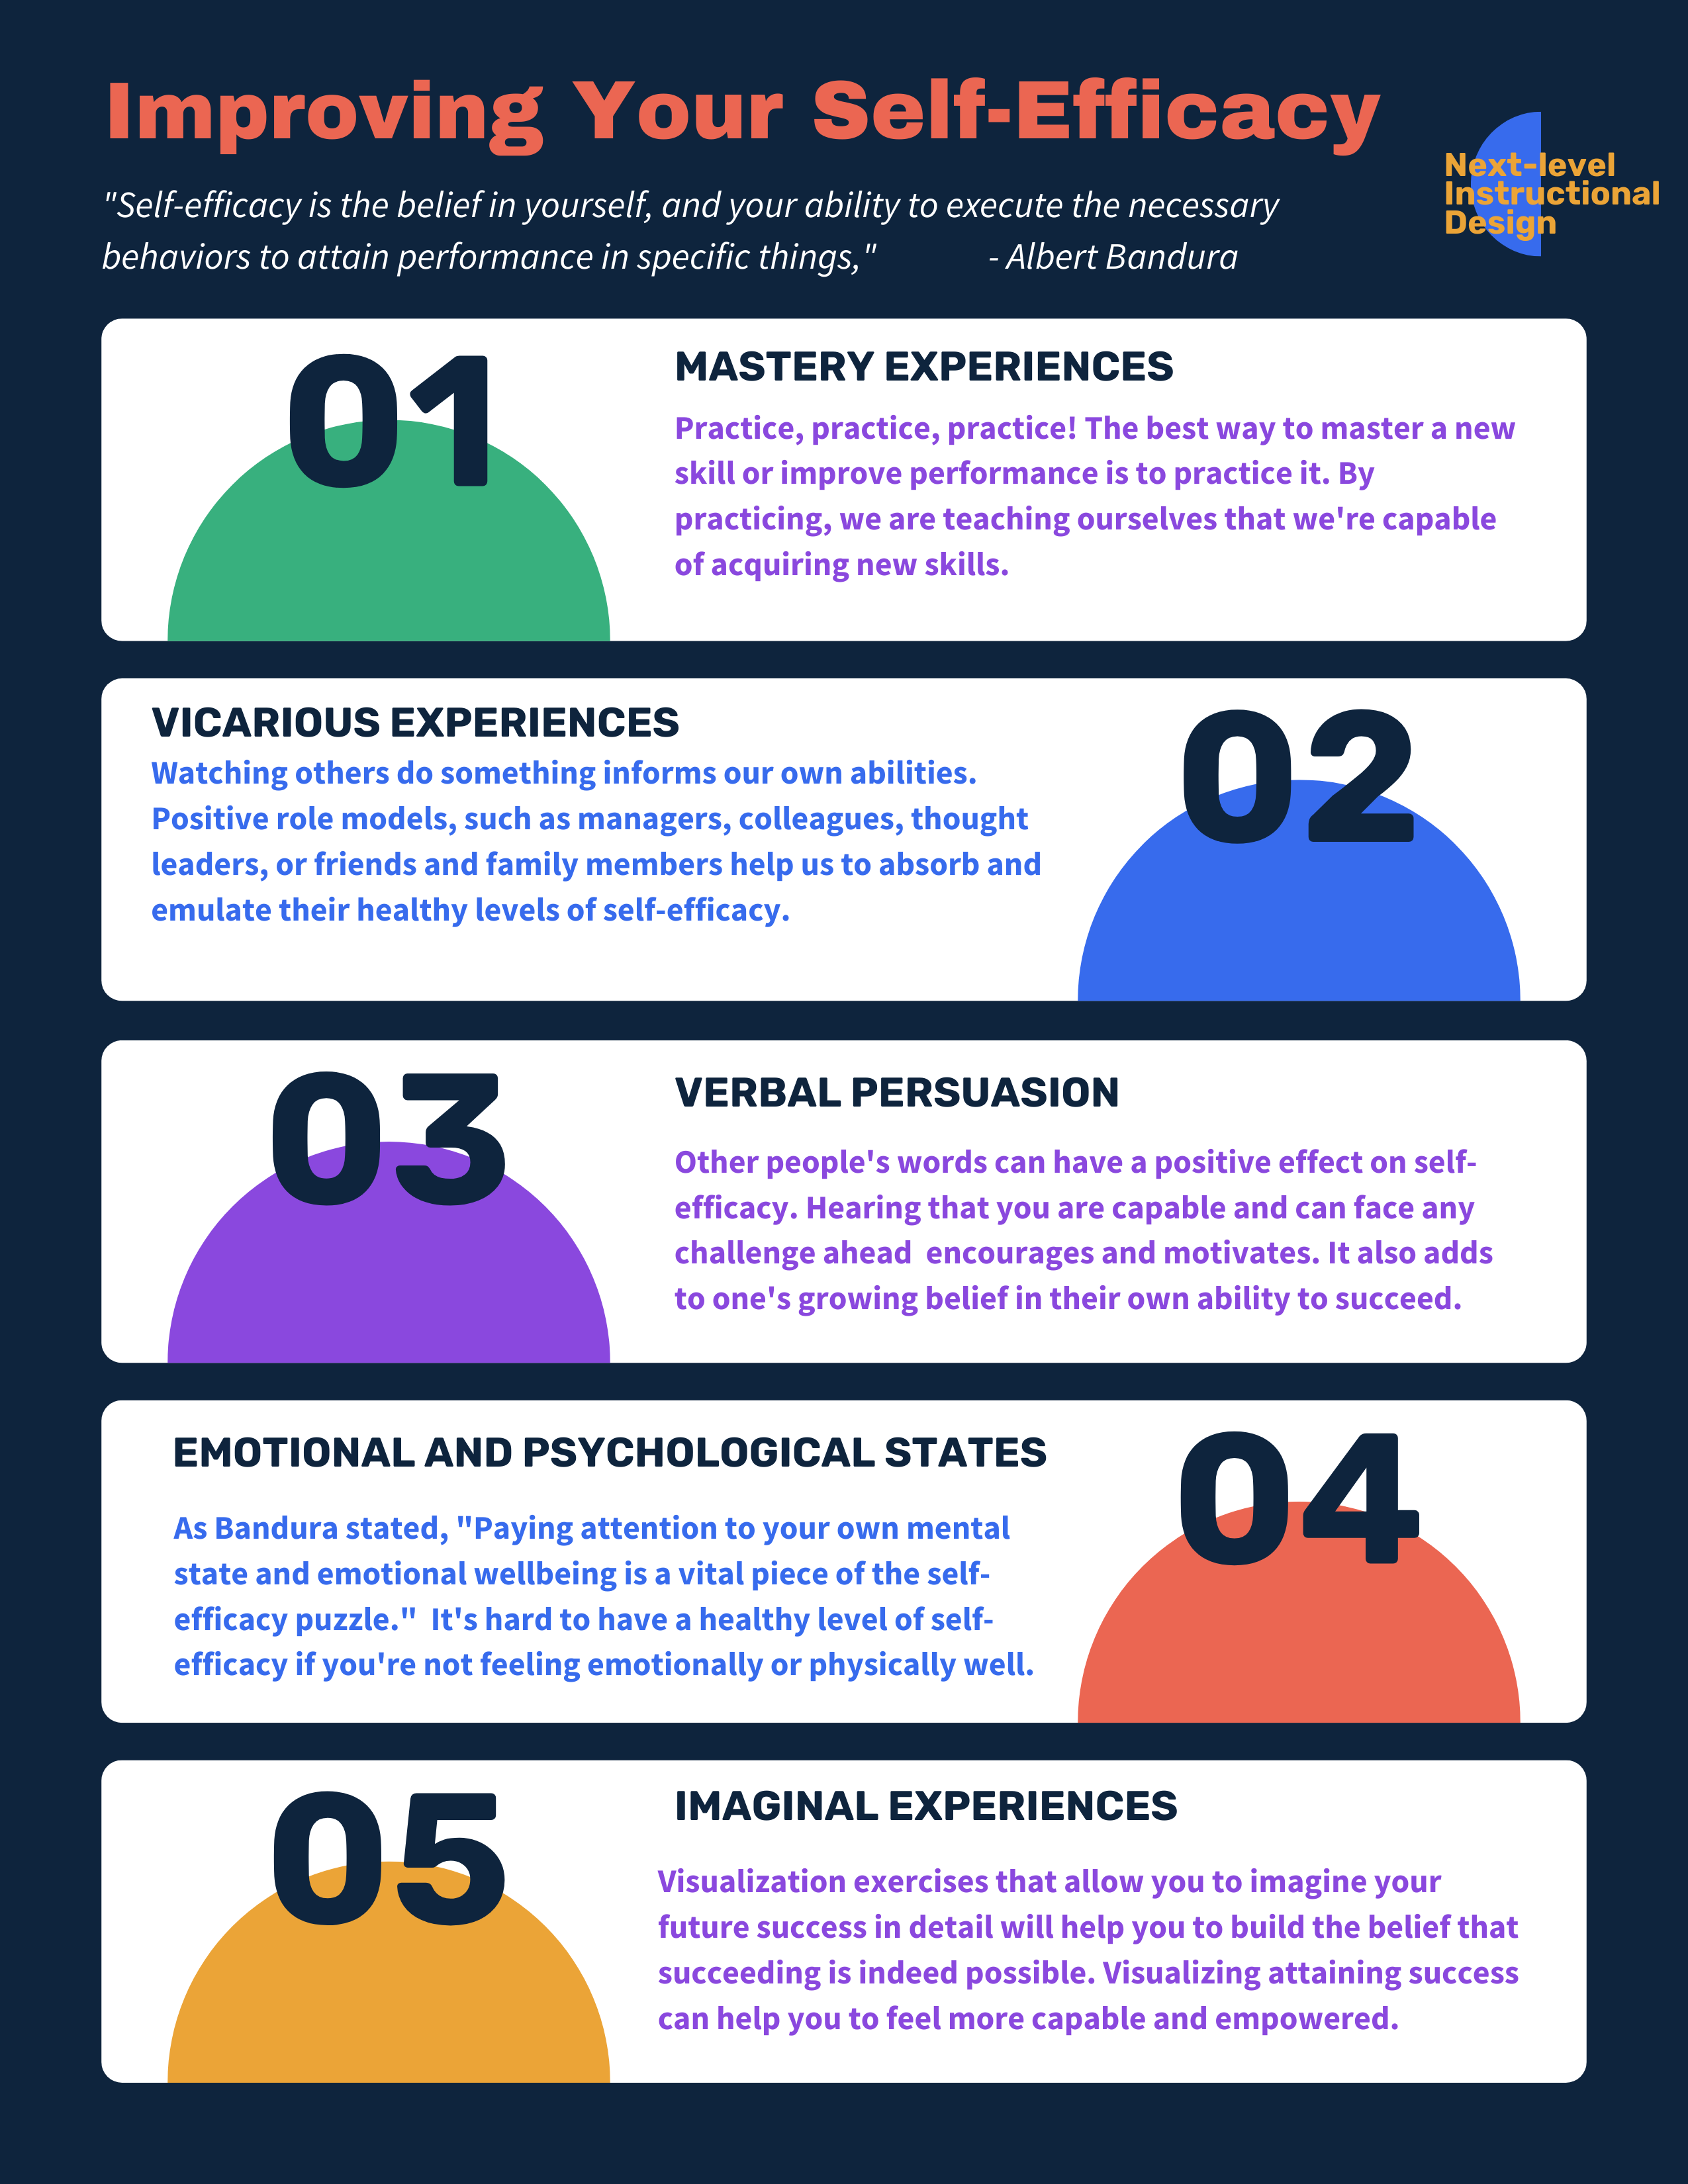 Improving Your Self-Efficacy
"Self-efficacy is the belief in yourself, and your ability to execute the necessary
behaviors to attain performance in specific things," - Albert Bandura
Next-level
Instructional
Design
01
MASTERY EXPERIENCES
Practice, practice, practice! The best way to master a new
skill or improve performance is to practice it. By
practicing, we are teaching ourselves that we're capable
of acquiring new skills.
VICARIOUS EXPERIENCES
Watching others do something informs our own abilities.
Positive role models, such as managers, colleagues, thought
leaders, or friends and family members help us to absorb and
emulate their healthy levels of self-efficacy.
02
03
VERBAL PERSUASION
Other people's words can have a positive effect on self-
efficacy. Hearing that you are capable and can face any
challenge ahead  encourages and motivates. It also adds
to one's growing belief in their own ability to succeed.
EMOTIONAL AND PSYCHOLOGICAL STATES
As Bandura stated, "Paying attention to your own mental
state and emotional wellbeing is a vital piece of the self-
efficacy puzzle."  It's hard to have a healthy level of self-
efficacy if you're not feeling emotionally or physically well.
04
05
IMAGINAL EXPERIENCES
Visualization exercises that allow you to imagine your
future success in detail will help you to build the belief that
succeeding is indeed possible. Visualizing attaining success
can help you to feel more capable and empowered.